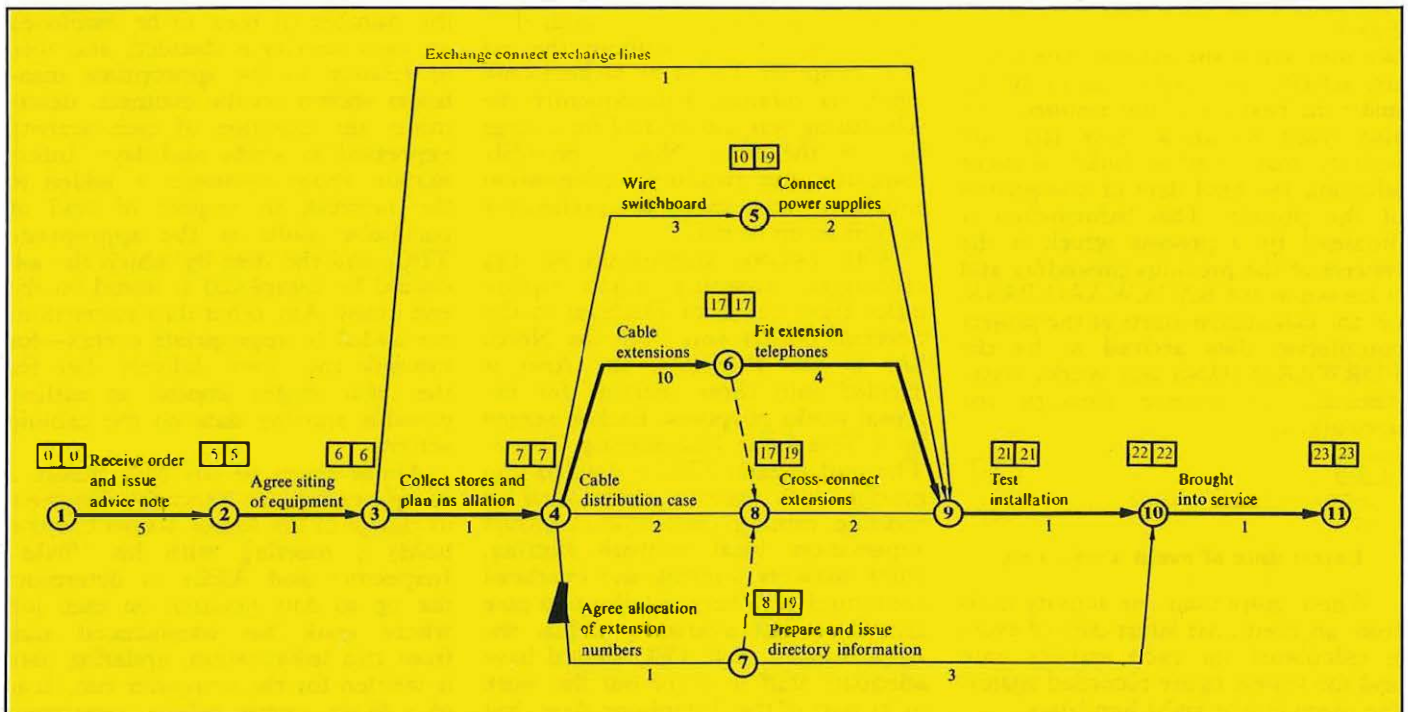 Exchange connect exchange lines
1
10 19
Wire
switchboard
3
5
Connect
power supplies
2
17 17
Cable
extensions
10
6
Fit extension
telephones
4
0 0
Receive order
and issue
advice note
5
1
5 5
Agree siting
of equipment
1
2
6 6
Collect stores and
plan ins allation
1
3
7 7
Cable
distribution case
2
4
17 19
Cross-connect
extensions
2
8
21 21
Test
installation
1
9
22 22
Brought
into service
1
10
23 23
11
Agree allocation
of extension
numbers
1
8 19
Prepare and issue
directory information
3
7